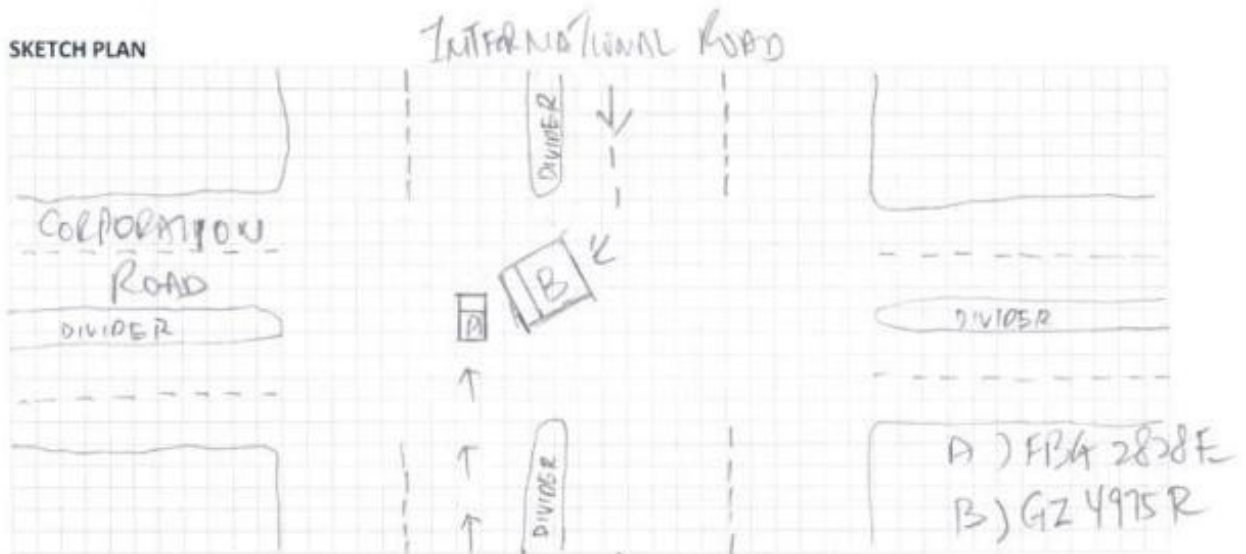 SKETCH PLAN
INTERNATIONAL ROAD
DIVIDER
CORPORATION
ROAD
B
A
DIVIDER
DIVIDER
DIVIDER
A) FBG 2828E
B) GZ 4975R